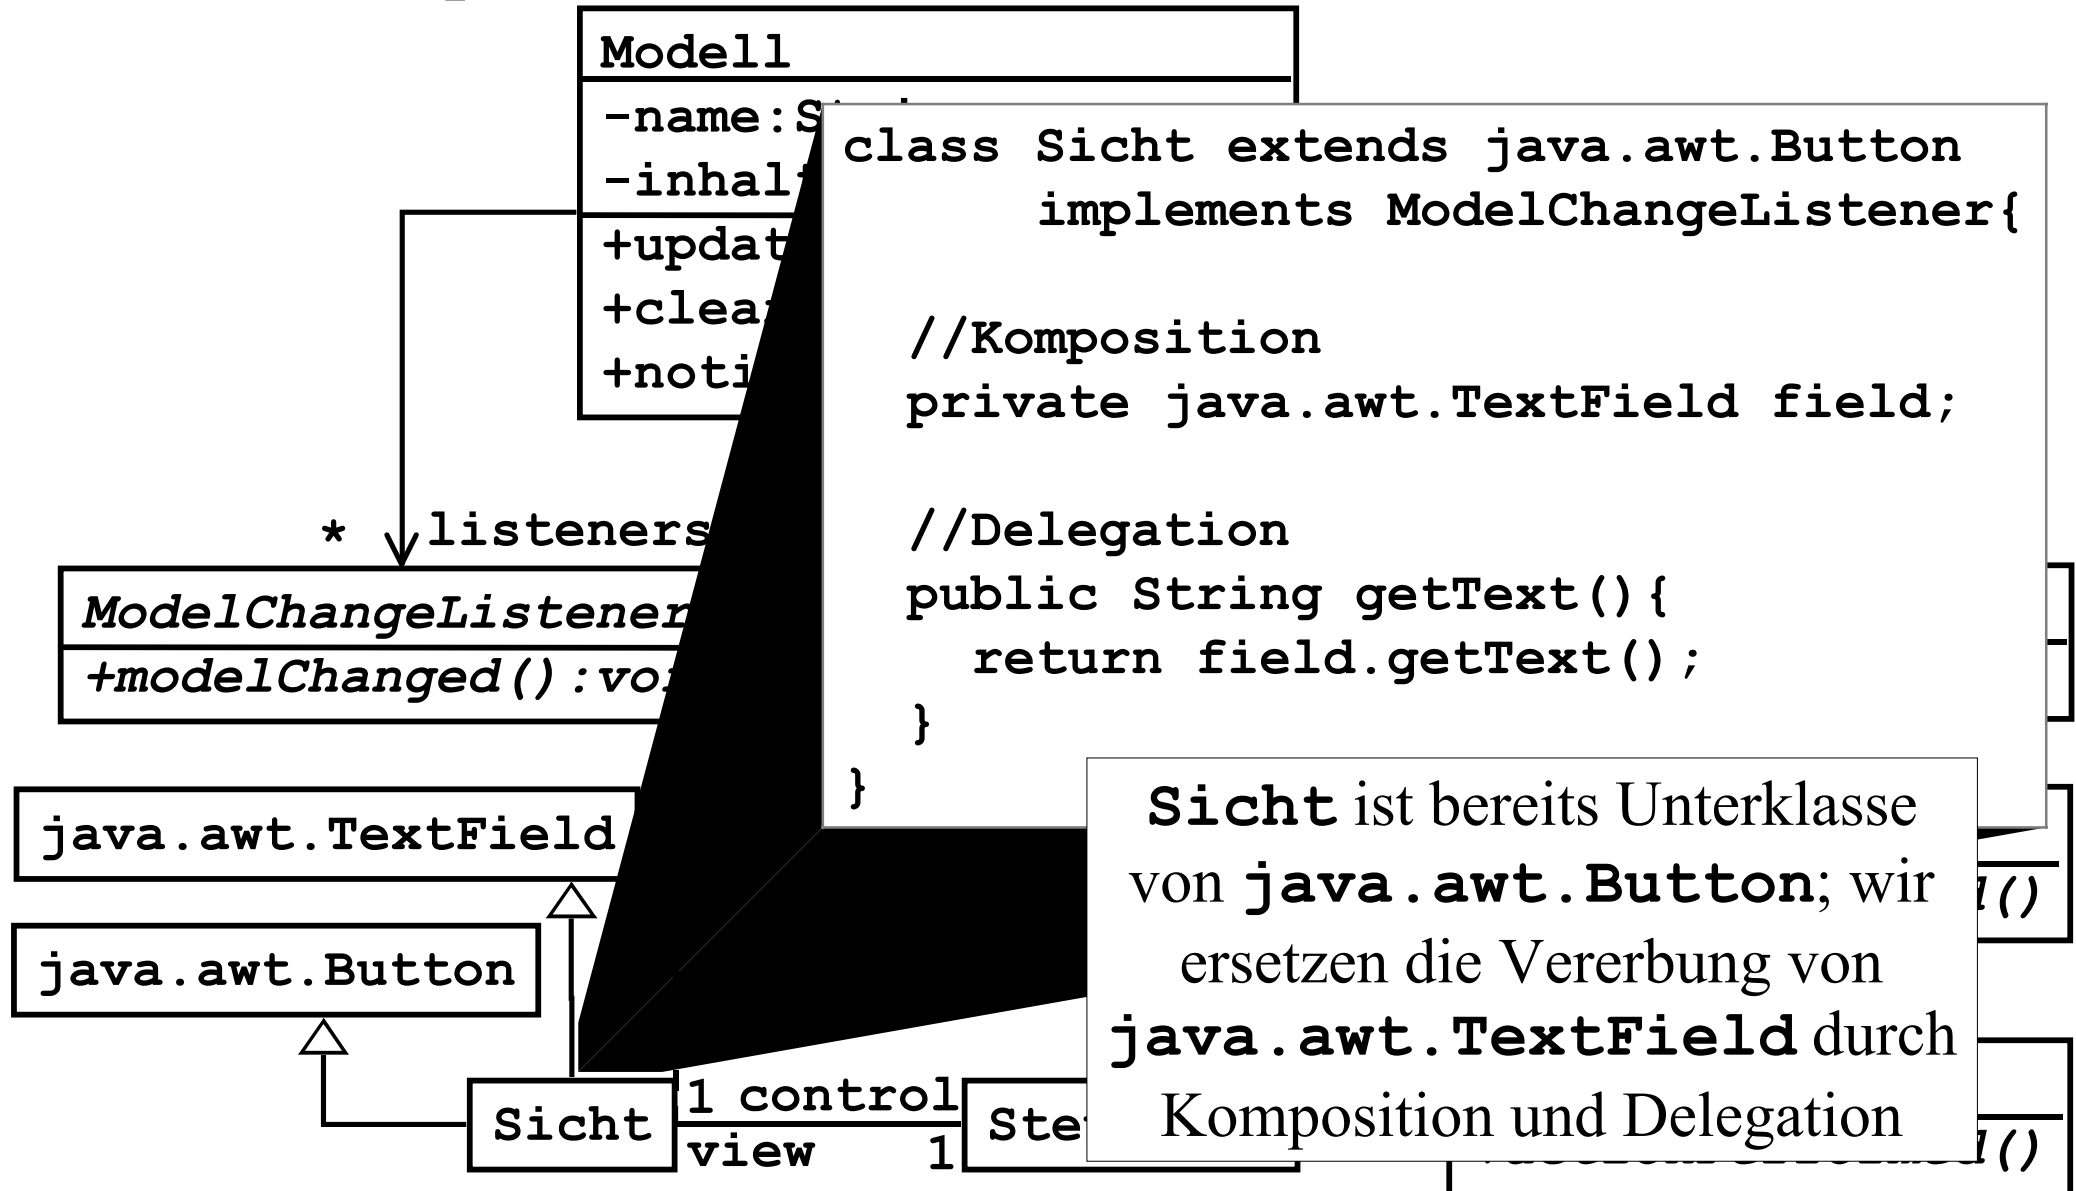 Modell
-name:
-inhal
+updat
+clea
+noti
* listeners
ModelChangeListener
+modelChanged():voi
java.awt.TextField
java.awt.Button
Sicht
1 control
view 1
Ste
class Sicht extends java.awt.Button
implements ModelChangeListener{
//Komposition
private java.awt.TextField field;
//Delegation
public String getText(){
return field.getText();
}
}
Sicht ist bereits Unterklasse
von java.awt.Button; wir
ersetzen die Vererbung von
java.awt.TextField durch
Komposition und Delegation
()
()